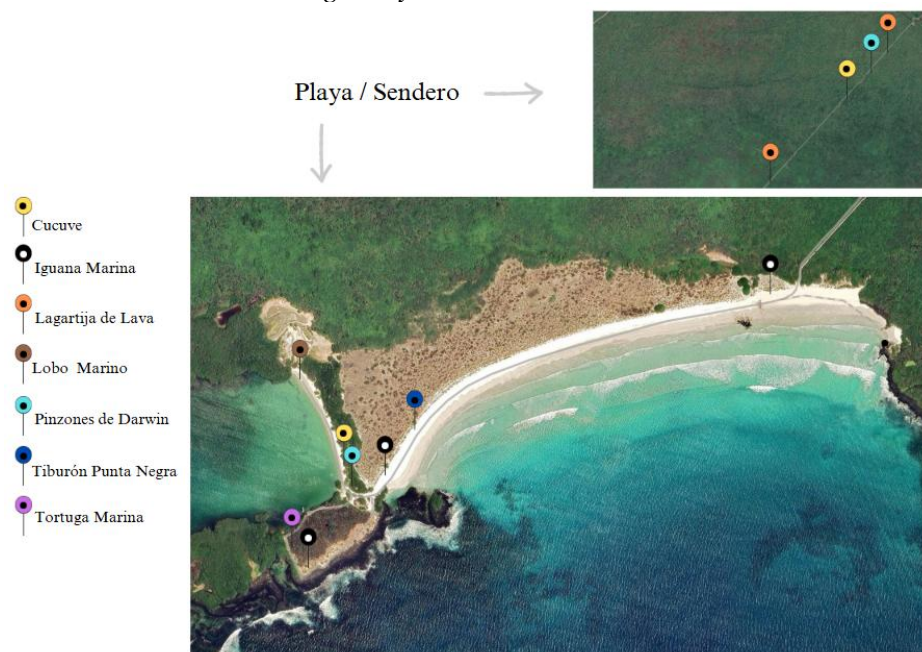 Playa / Sendero
Cucuve
Iguana Marina
Lagartija de Lava
Lobo Marino
Pinzones de Darwin
Tiburón Punta Negra
Tortuga Marina